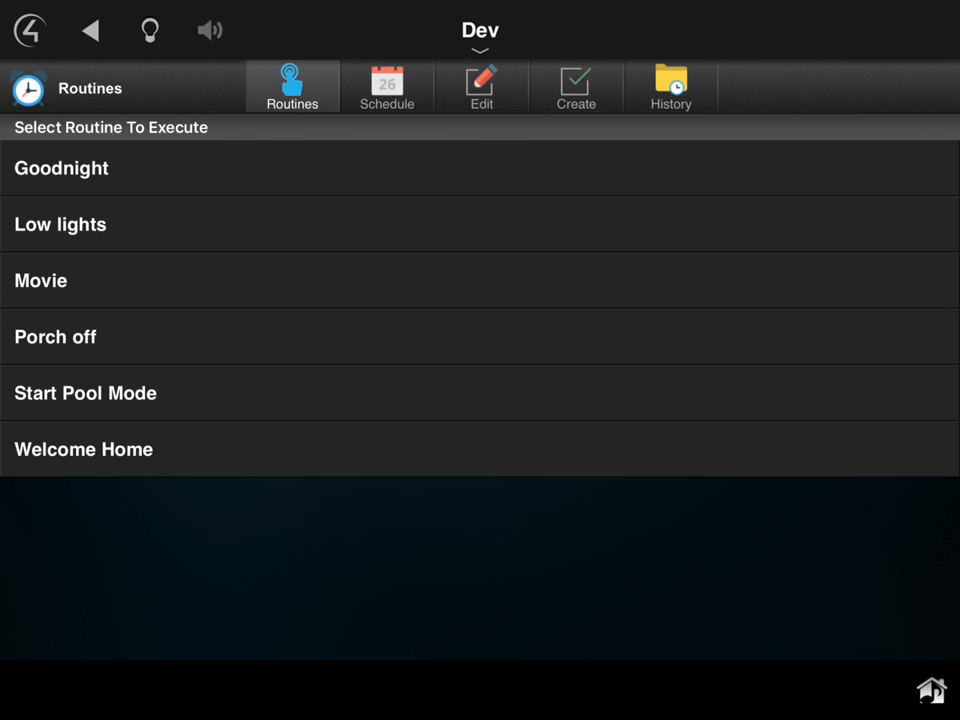 Dev
Routines
Routines
26
Schedule
Edit
Create
History
Select Routine To Execute
Goodnight
Low lights
Movie
Porch off
Start Pool Mode
Welcome Home